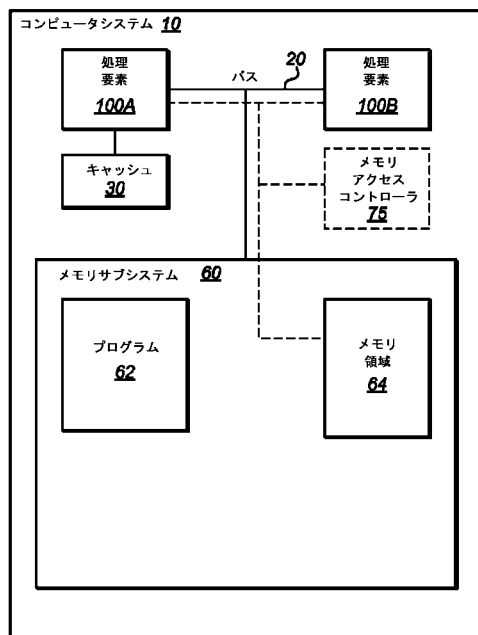 コンピュータシステム 10
処理
要素
100A
バス
20
処理
要素
100B
キャッシュ
30
メモリ
アクセス
コントローラ
75
メモリサブシステム 60
プログラム
62
メモリ
領域
64